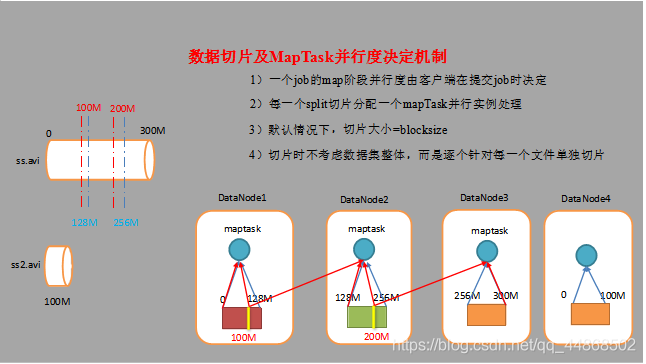 数据切片及MapTask并行度决定机制
1）一个job的map阶段并行度由客户端在提交job时决定
2）每一个split切片分配一个mapTask并行实例处理
3）默认情况下，切片大小=blocksize
4）切片时不考虑数据集整体，而是逐个针对每一个文件单独切片
100M 200M
0 300M
ss.avi
128M 256M
ss2.avi
100M
DataNode1 DataNode2 DataNode3 DataNode4
maptask maptask maptask
0 128M 128M 256M 256M 300M 0 100M
100M 200M
https://blog.csdn.net/qq_44868502